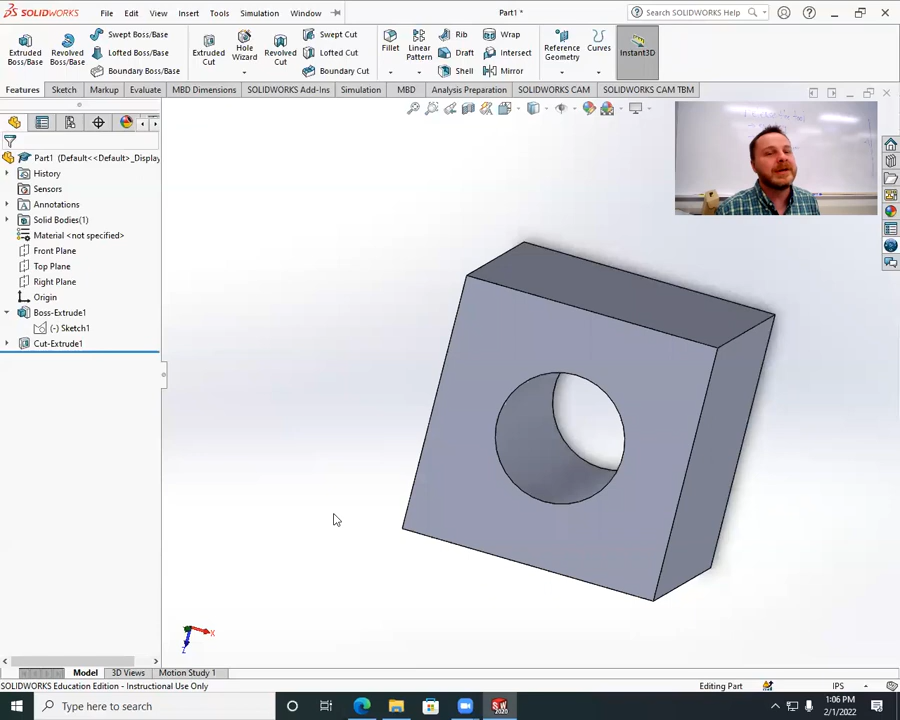 SOLIDWORKS File Edit View Insert Tools Simulation Window Part1 * Search SOLIDWORKS Help
Extruded Boss/Base
Revolved Boss/Base
Swept Boss/Base
Lofted Boss/Base
Boundary Boss/Base
Extruded Cut
Hole Wizard
Revolved Cut
Swept Cut
Lofted Cut
Boundary Cut
Fillet
Linear Pattern
Rib
Draft
Shell
Wrap
Intersect
Mirror
Reference Geometry
Curves
Instant3D
Features Sketch Markup Evaluate MBD Dimensions SOLIDWORKS Add-Ins Simulation MBD Analysis Preparation SOLIDWORKS CAM SOLIDWORKS CAM TBM
Part1 (Default<<Default>_Display
History
Sensors
Annotations
Solid Bodies(1)
Material <not specified>
Front Plane
Top Plane
Right Plane
Origin
Boss-Extrude1
(-) Sketch1
Cut-Extrude1
X
Z
Model 3D Views Motion Study 1
SOLIDWORKS Education Edition - Instructional Use Only Editing Part IPS
Type here to search
SW
2020
1:06 PM
2/1/2022